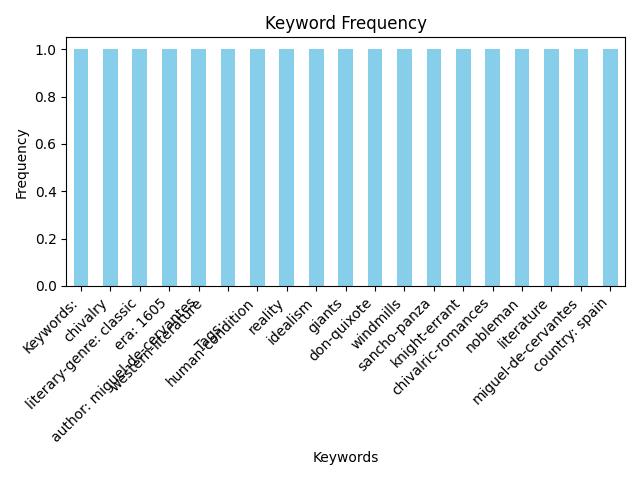 Keyword Frequency
Frequency
1.0
0.8
0.6
0.4
0.2
0.0
Keywords:
chivalry
literary-genre: classic
era: 1605
author: miguel-de-cervantes
western-literature
Tags:
human-condition
reality
idealism
giants
don-quixote
windmills
sancho-panza
knight-errant
chivalric-romances
nobleman
literature
miguel-de-cervantes
country: spain
Keywords